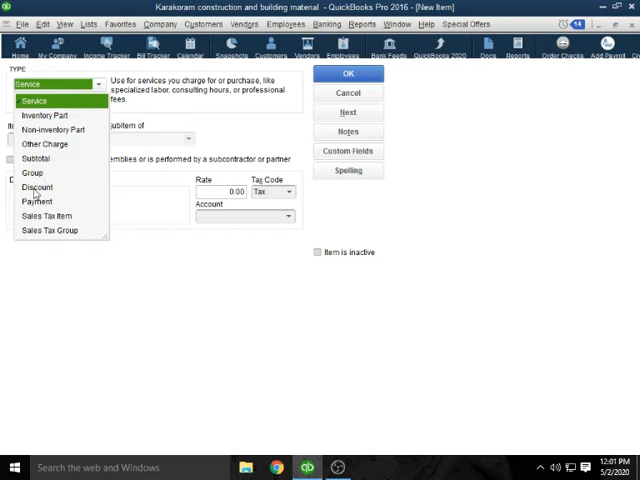 Karakoram construction and building material - QuickBooks Pro 2016 - [New Item]
File Edit View Lists Favorites Company Customers Vendors Employees Banking Reports Window Help Special Offers 14
Home My Company Income Tracker Bill Tracker Calendar Snapshots Customers Vendors Employees Bank Feeds QuickBooks 2020 Docs Reports Order Checks Add Payroll
TYPE
Service
Use for services you charge for or purchase, like
specialized labor, consulting hours, or professional
fees.
OK
Service
Cancel
Inventory Part
Next
Non-inventory Part
Subitem of
Notes
Other Charge
Custom Fields
Subtotal
emblies or is performed by a subcontractor or partner
Spelling
Group
Rate
Tax Code
Discount
0.00
Tax
Payment
Account
Sales Tax Item
Sales Tax Group
Item is inactive
Search the web and Windows
12:01 PM
5/2/2020